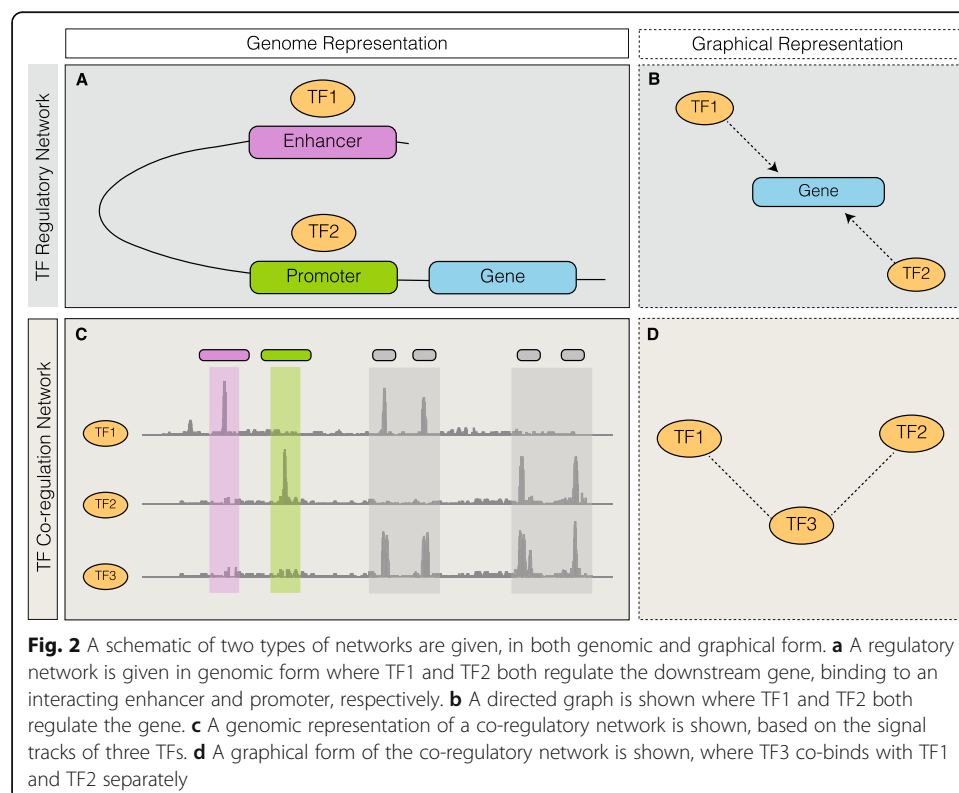 Genome Representation
Graphical Representation
TF Regulatory Network
A
TF1
Enhancer
TF2
Promoter
Gene
B
TF1
Gene
TF2
TF Co-regulation Network
C
TF1
TF2
TF3
D
TF1
TF2
TF3
Fig. 2 A schematic of two types of networks are given, in both genomic and graphical form. a A regulatory
network is given in genomic form where TF1 and TF2 both regulate the downstream gene, binding to an
interacting enhancer and promoter, respectively. b A directed graph is shown where TF1 and TF2 both
regulate the gene. c A genomic representation of a co-regulatory network is shown, based on the signal
tracks of three TFs. d A graphical form of the co-regulatory network is shown, where TF3 co-binds with TF1
and TF2 separately